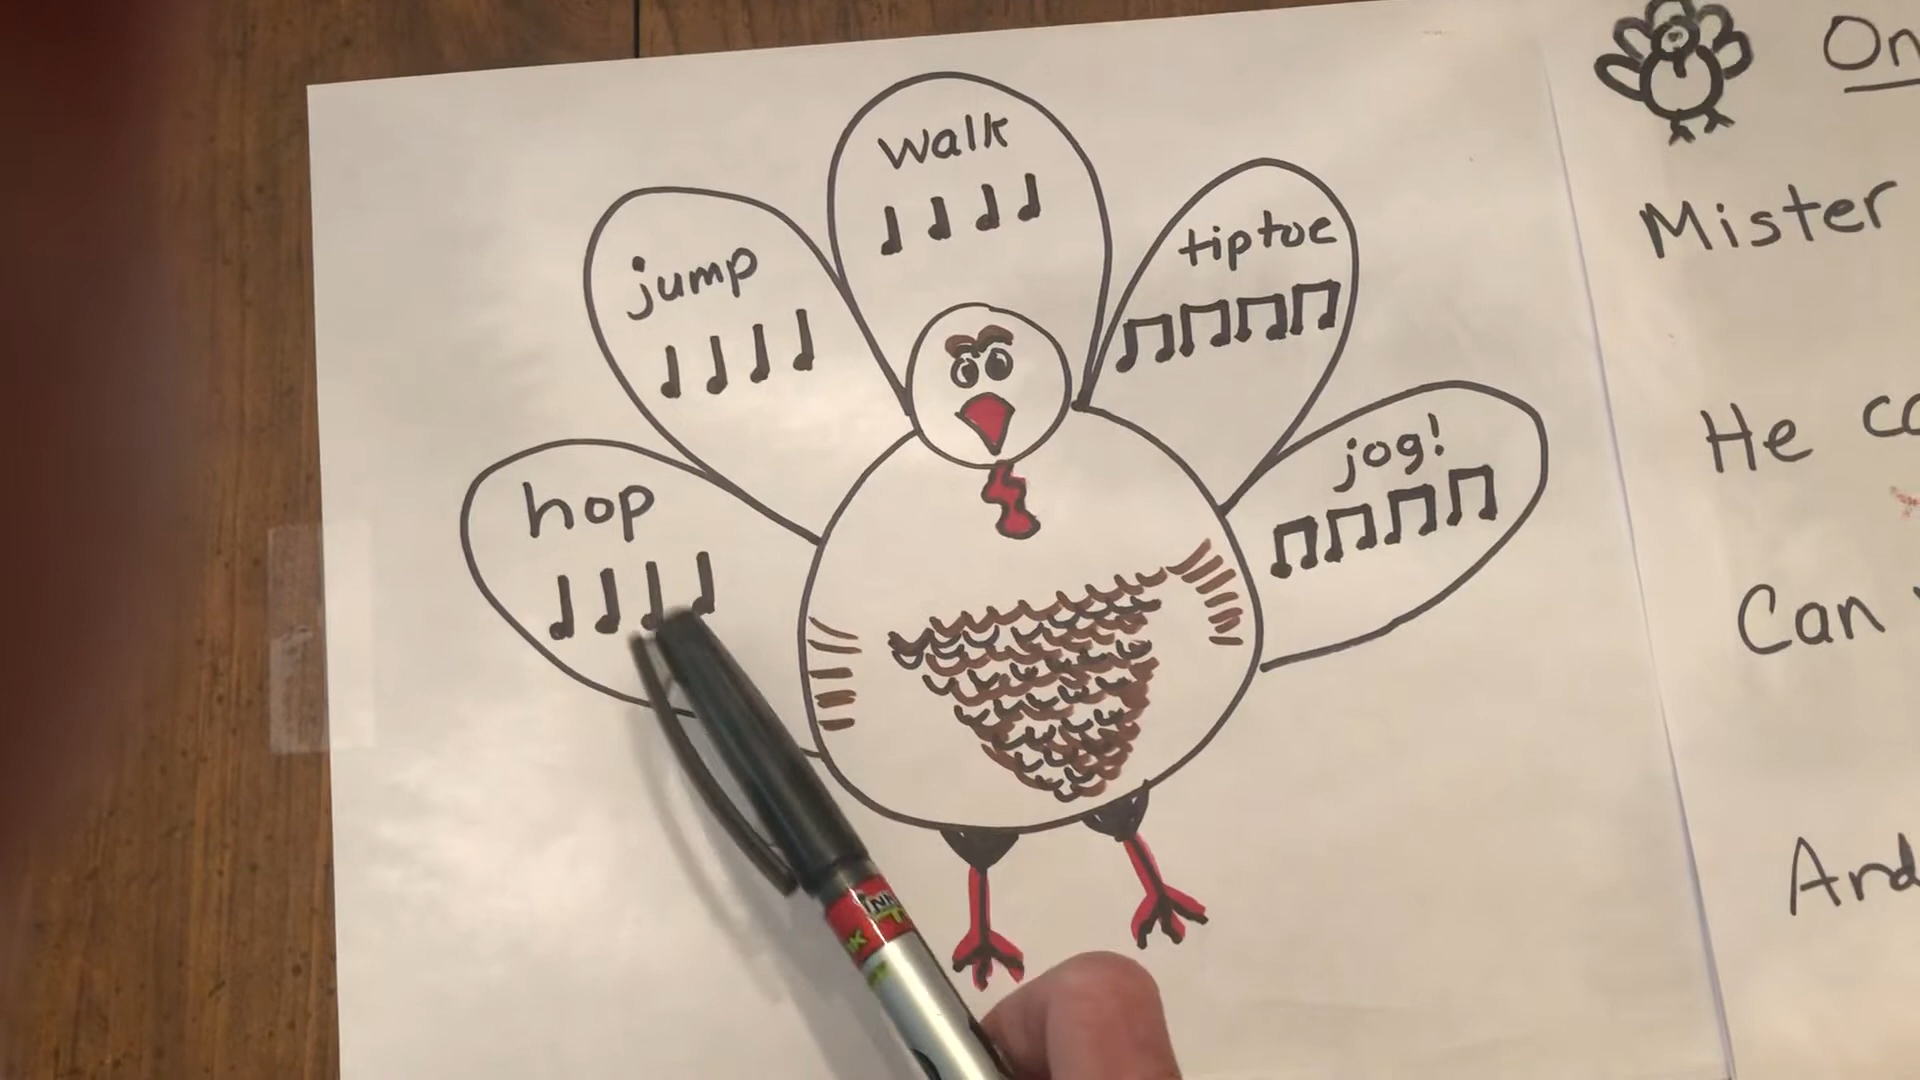 walk
jump
tiptoe
hop
jog!
On
Mister
He
Can
And